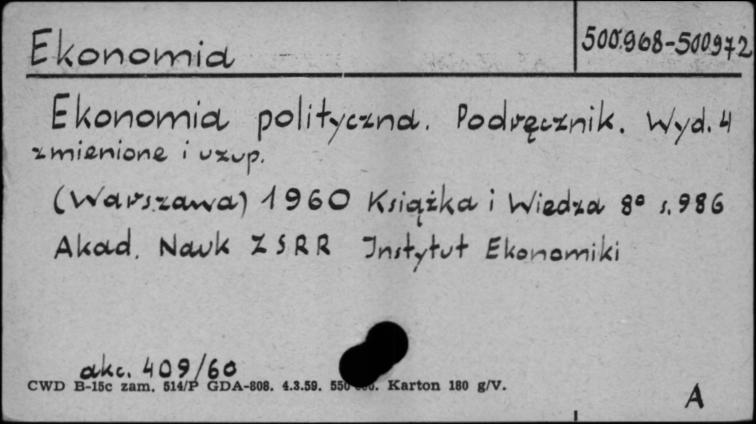 Ekonomia
500.968-500972
Ekonomia polityczna. Podręcznik. Wyd. 4
zmienione i uzup.
(Warszawa) 1960 Książka i Wiedza 8° s. 986
Akad. Nauk ZSRR Instytut Ekonomiki
akc. 409/60
CWD B-15c zam. 514/P GDA-808. 4.3.59. Karton 180 g/V.
A